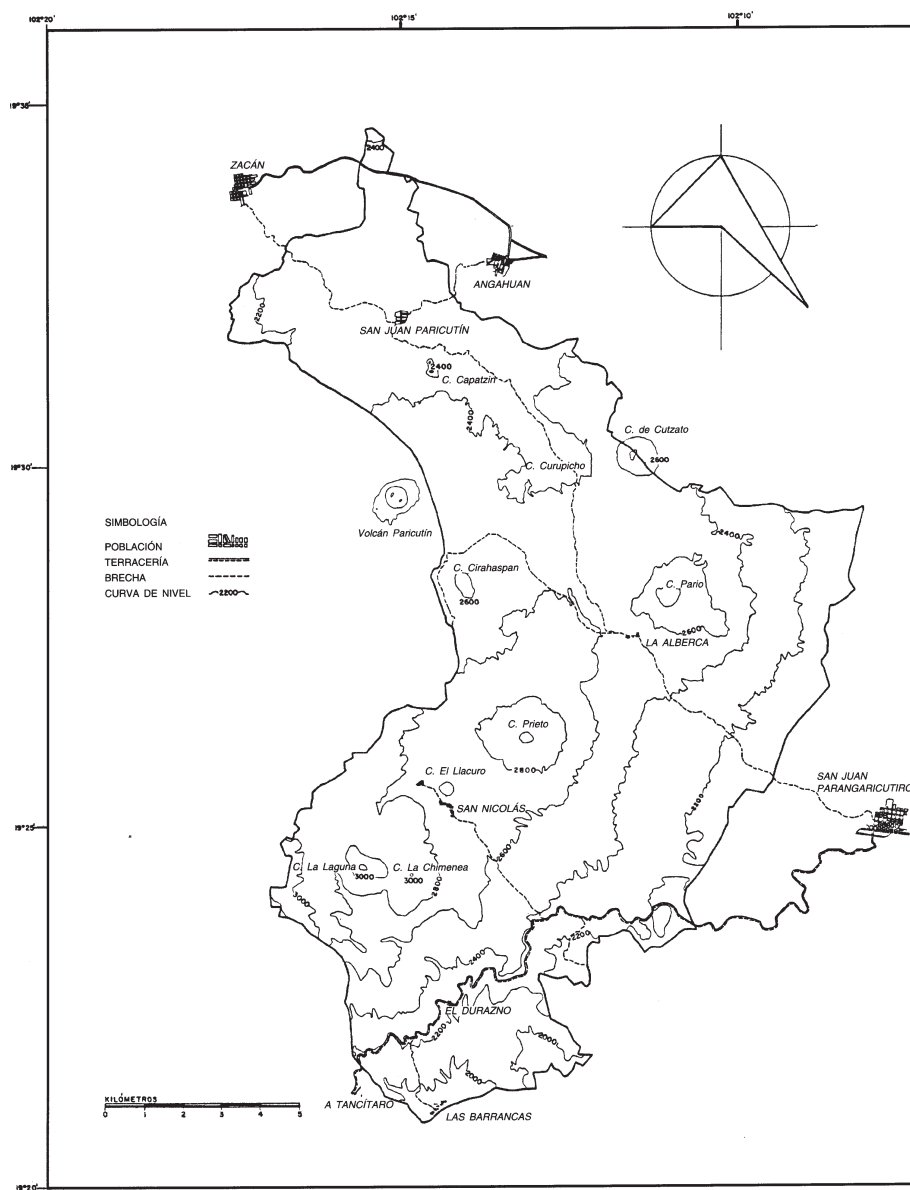 102°20'
102°15'
102°10'
19°35'
2400
ZACÁN
ANGAHUAN
2200
SAN JUAN PARICUTÍN
2400
C. Capatzin
2400
C. de Cutzato
2600
C. Curupicho
19°30'
Volcán Paricutín
2400
SIMBOLOGÍA
POBLACIÓN
TERRACERÍA
BRECHA
CURVA DE NIVEL
2200
C. Cirahaspan
2600
C. Pario
2600
LA ALBERCA
C. Prieto
2800
C. El Llacuro
SAN NICOLÁS
2200
SAN JUAN
PARANGARICUTIRO
19°25'
2600
C. La Laguna
3000
C. La Chimenea
3000
2800
3000
2200
2400
EL DURAZNO
2200
2000
2000
KILÓMETROS
0 1 2 3 4 5
A TANCÍTARO
LAS BARRANCAS
19°20'